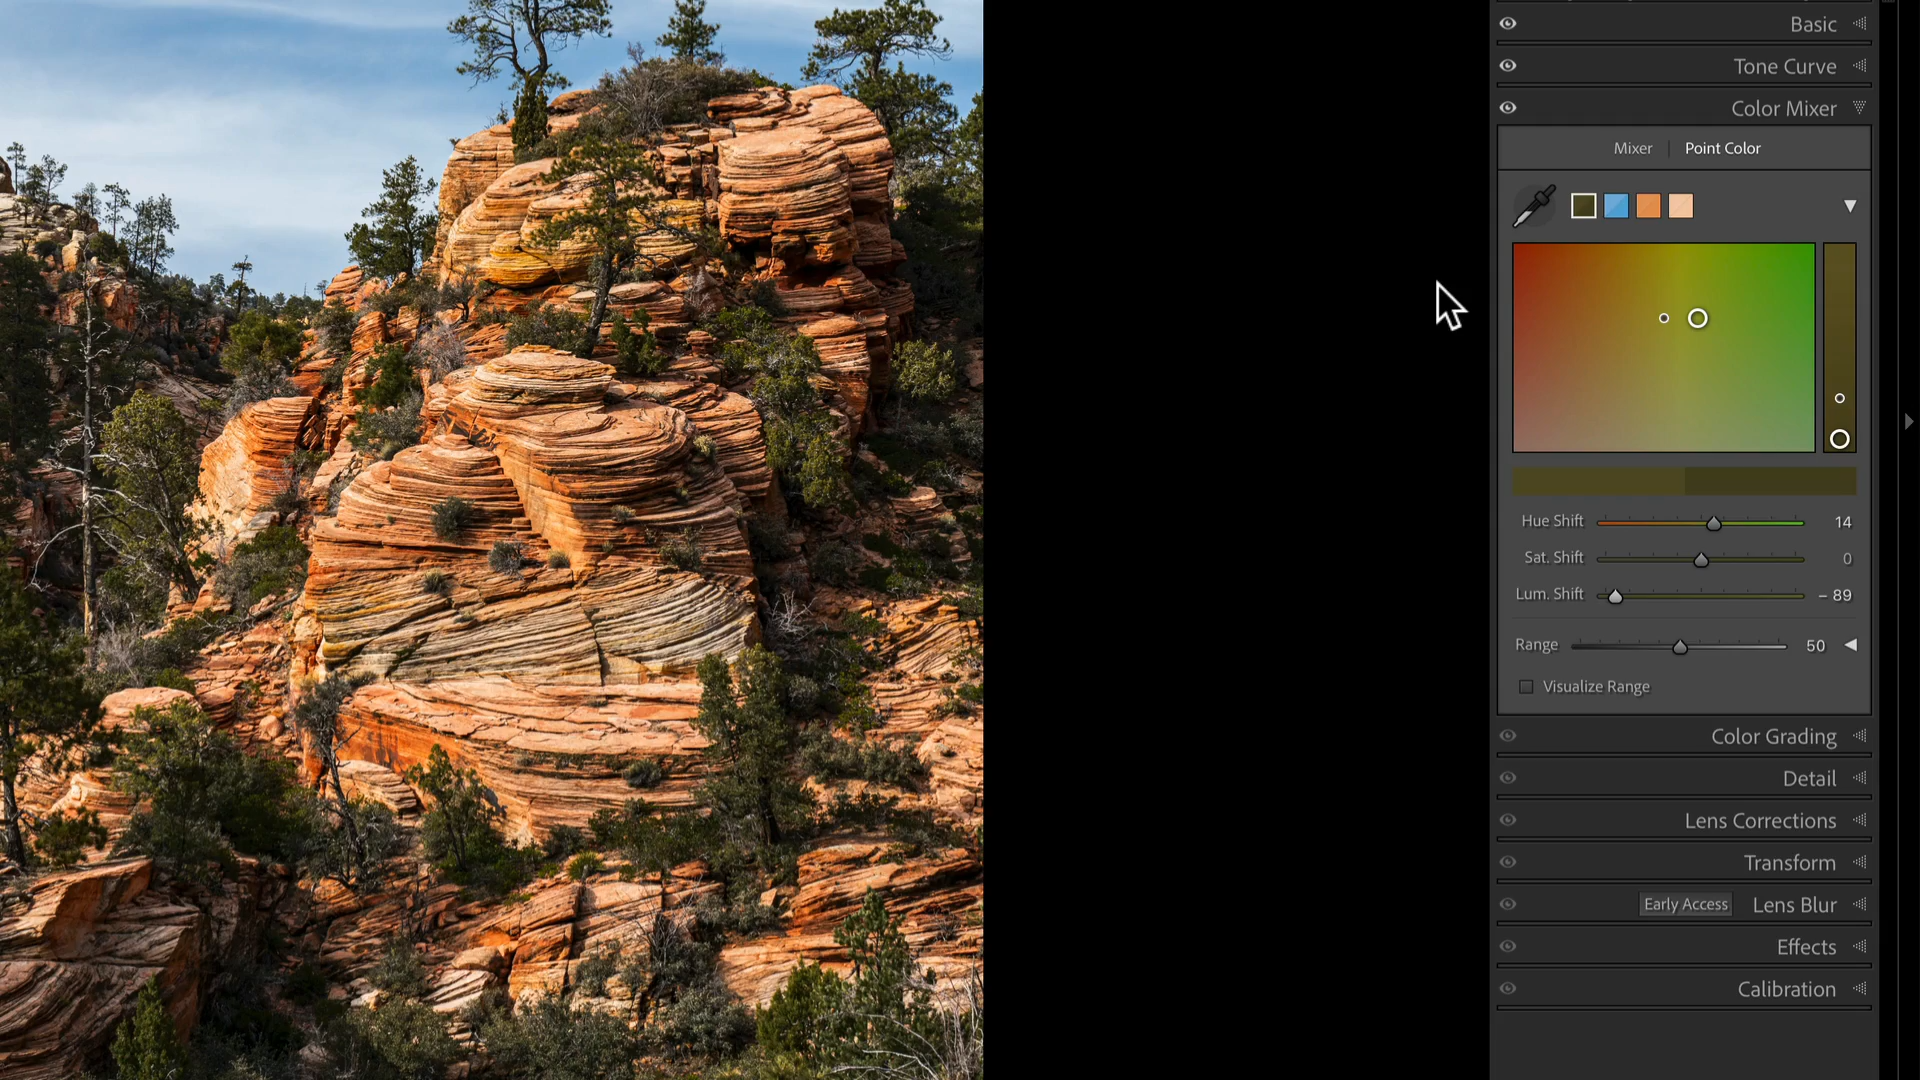 Basic
Tone Curve
Color Mixer
Mixer | Point Color
Hue Shift 14
Sat. Shift 0
Lum. Shift – 89
Range 50
Visualize Range
Color Grading
Detail
Lens Corrections
Transform
Early Access Lens Blur
Effects
Calibration